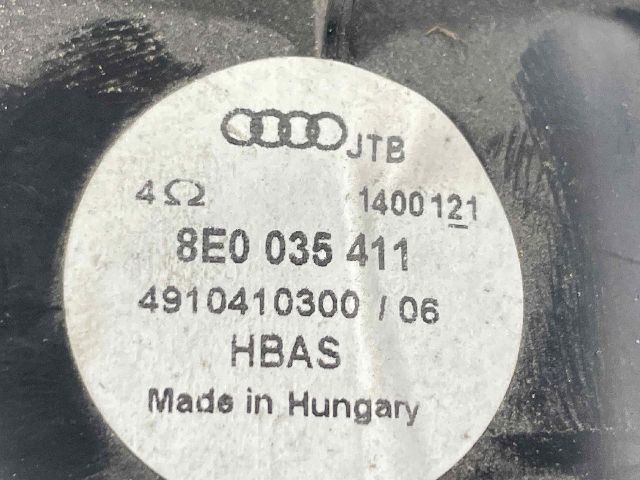 JTB
4Ω 1400121
8E0 035 411
4910410300 / 06
HBAS
Made in Hungary